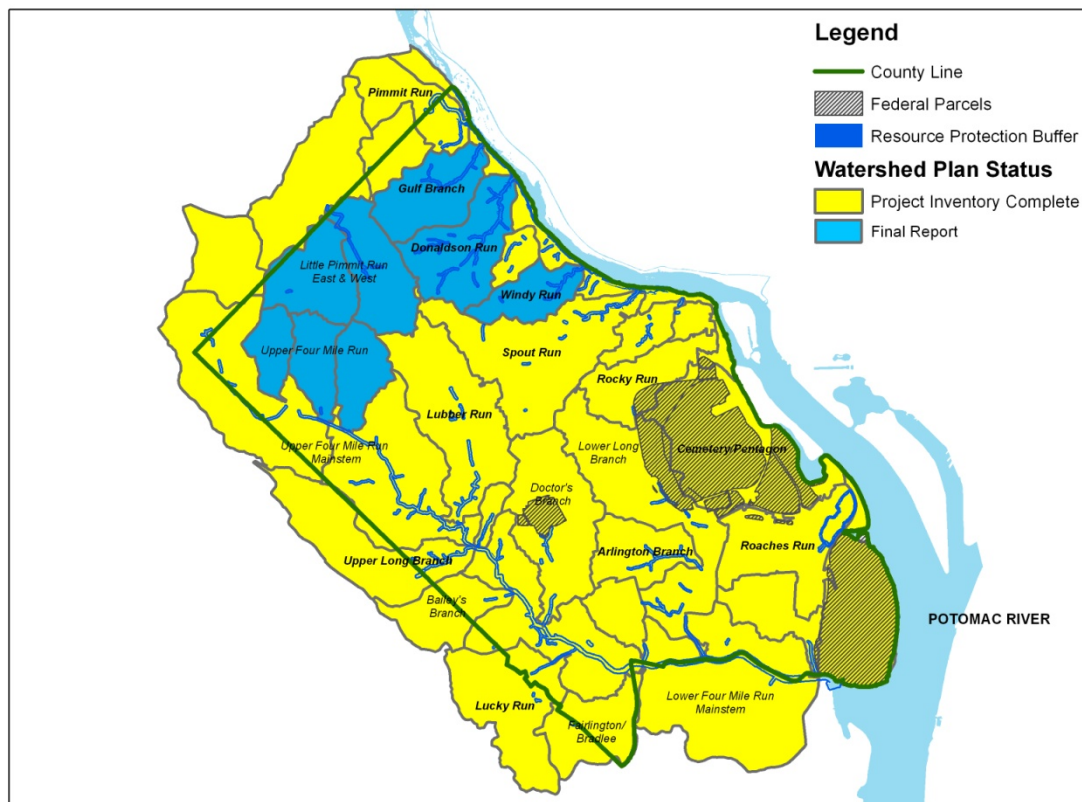 Legend
County Line
Federal Parcels
Resource Protection Buffer
Watershed Plan Status
Project Inventory Complete
Final Report
Pimmit Run
Gulf Branch
Donaldson Run
Little Pimmit Run
East & West
Windy Run
Upper Four Mile Run
Spout Run
Rocky Run
Lubber Run
Upper Four Mile Run
Mainstem
Lower Long
Branch
Cemetery/Pentagon
Doctor's
Branch
Upper Long Branch
Arlington Branch
Roaches Run
Bailey's
Branch
POTOMAC RIVER
Lucky Run
Fairlington/
Bradlee
Lower Four Mile Run
Mainstem